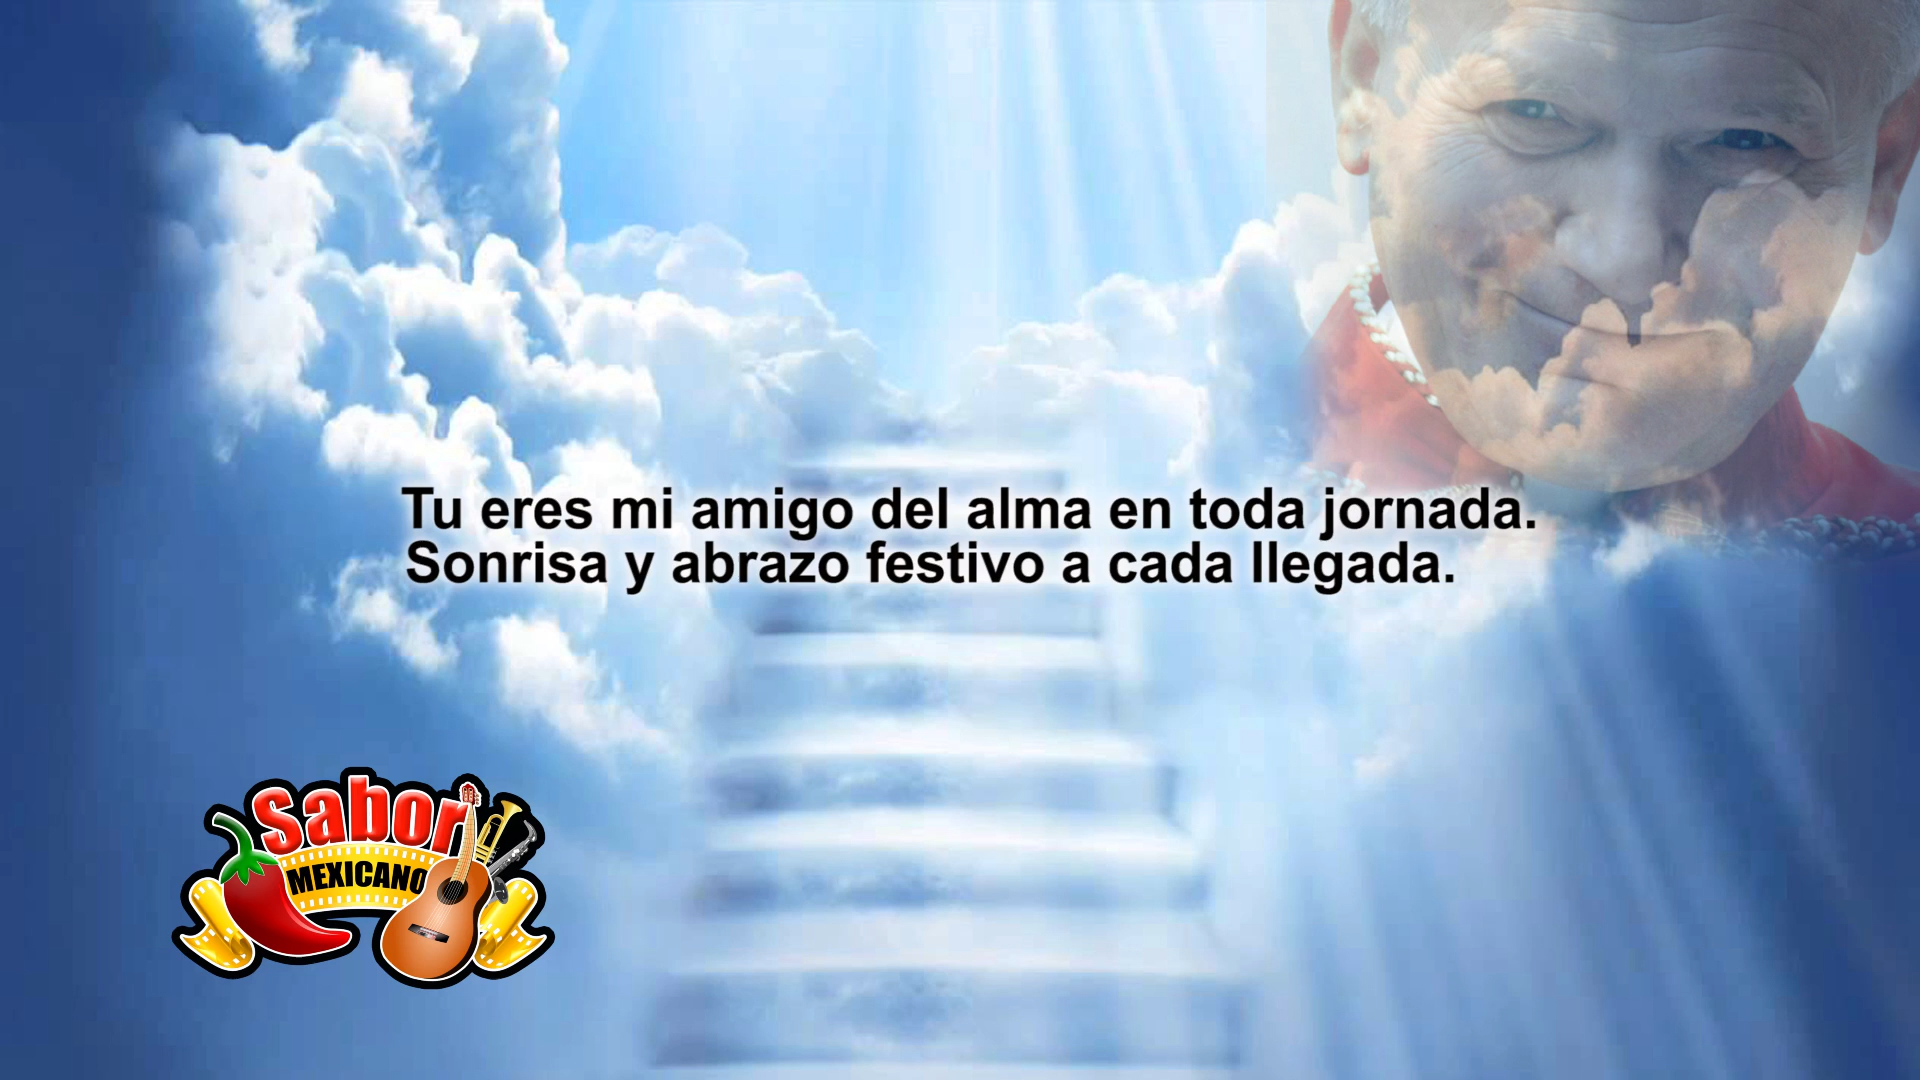 Tu eres mi amigo del alma en toda jornada.
Sonrisa y abrazo festivo a cada llegada.
Sabor
MEXICANO